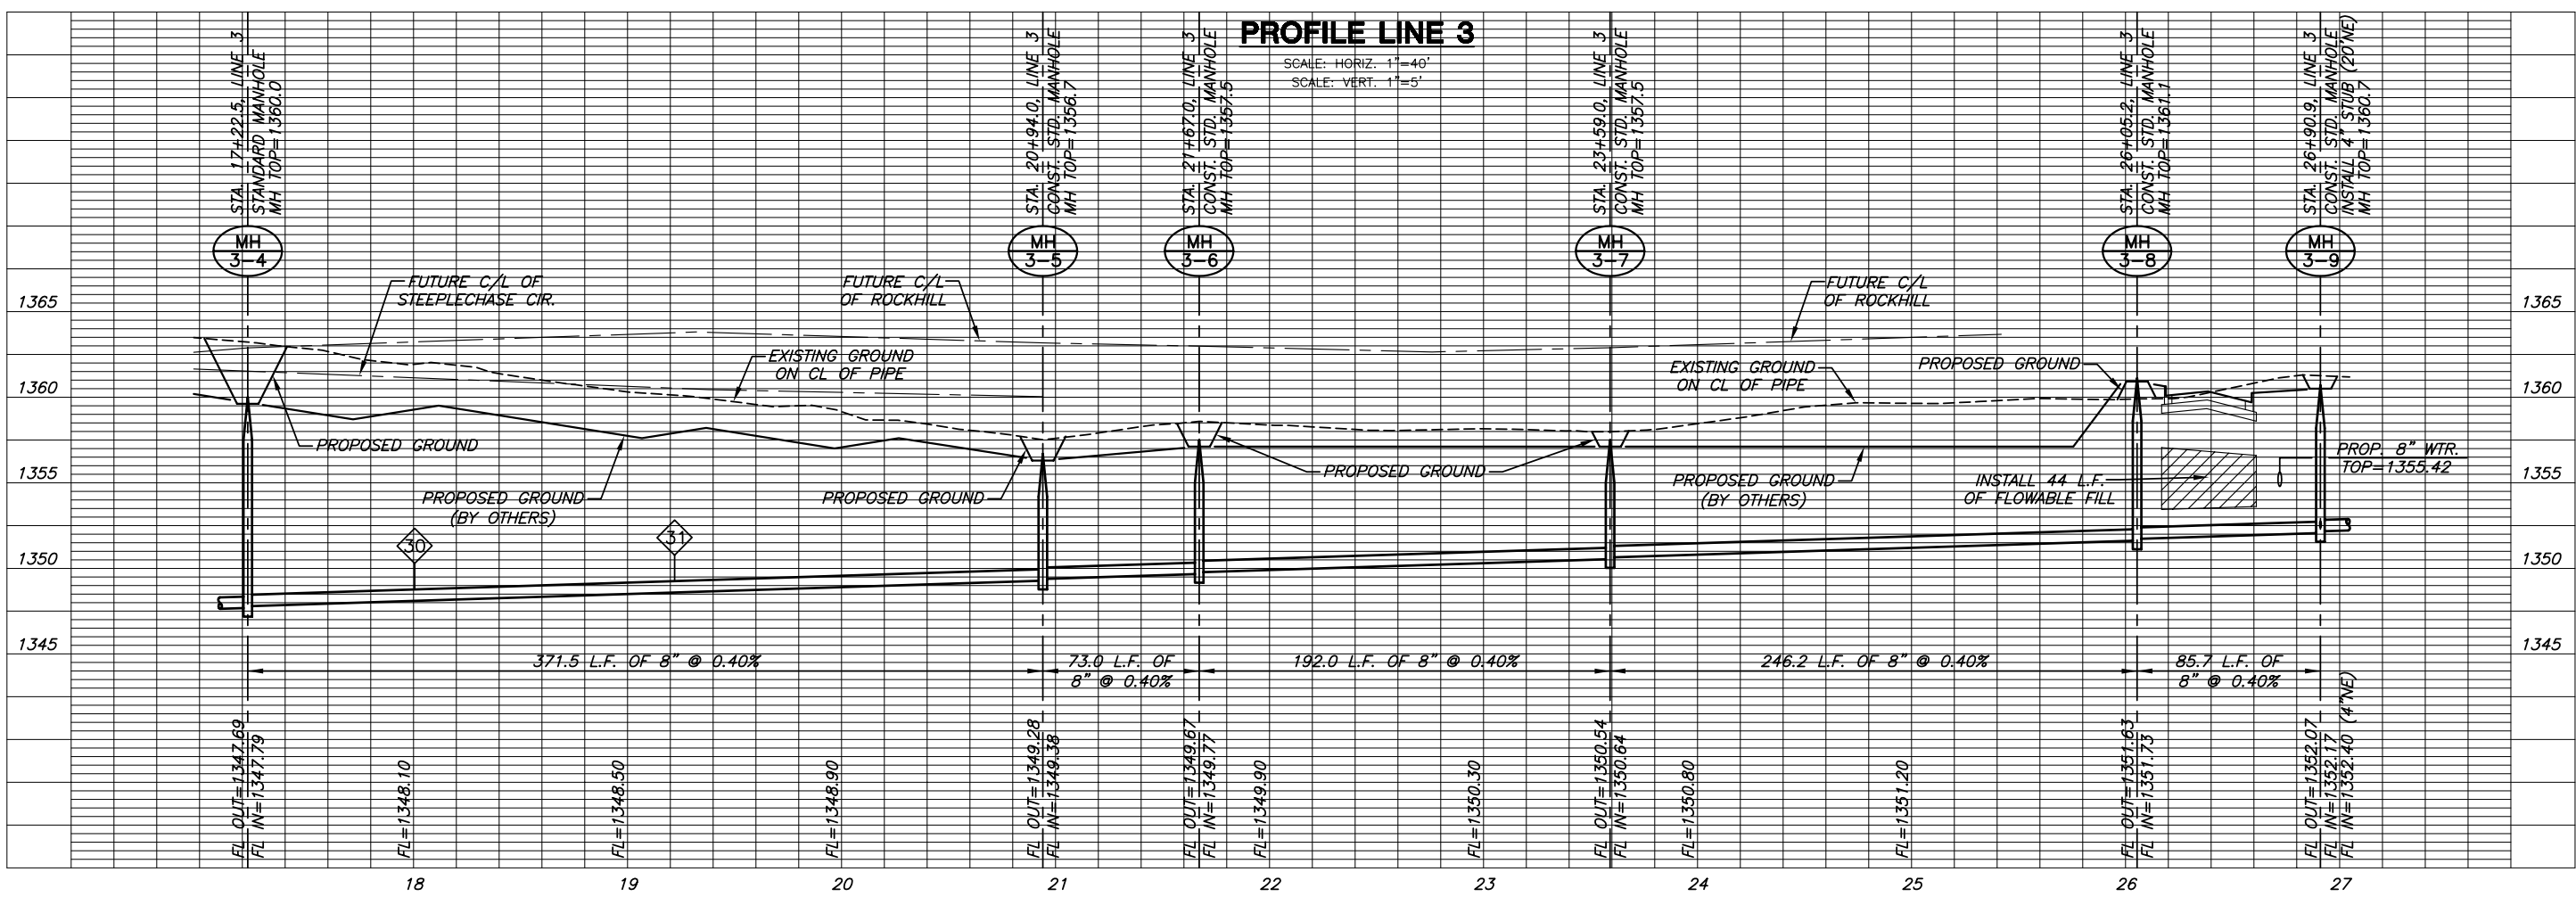 PROFILE LINE 3
SCALE: HORIZ. 1"=40'
SCALE: VERT. 1"=5'
STA. 17+22.5, LINE 3
STANDARD MANHOLE
MH TOP=1360.0
STA. 20+94.0, LINE 3
CONST. STD. MANHOLE
MH TOP=1356.7
STA. 21+67.0, LINE 3
CONST. STD. MANHOLE
MH TOP=1357.5
STA. 23+59.0, LINE 3
CONST. STD. MANHOLE
MH TOP=1357.5
STA. 26+05.2, LINE 3
CONST. STD. MANHOLE
MH TOP=1361.1
STA. 26+90.9, LINE 3
CONST. STD. MANHOLE
INSTALL 4" STUB (20'NE)
MH TOP=1360.7
MH
3-4
MH
3-5
MH
3-6
MH
3-7
MH
3-8
MH
3-9
FUTURE C/L OF
STEEPLECHASE CIR.
FUTURE C/L
OF ROCKHILL
FUTURE C/L
OF ROCKHILL
1365
1365
EXISTING GROUND
ON CL OF PIPE
EXISTING GROUND
ON CL OF PIPE
PROPOSED GROUND
1360
1360
PROPOSED GROUND
PROPOSED GROUND
PROPOSED GROUND
(BY OTHERS)
PROPOSED GROUND
PROPOSED GROUND
(BY OTHERS)
INSTALL 44 L.F.
OF FLOWABLE FILL
PROP. 8" WTR.
TOP=1355.42
1355
1355
30
31
1350
1350
1345
1345
371.5 L.F. OF 8" @ 0.40%
73.0 L.F. OF
8" @ 0.40%
192.0 L.F. OF 8" @ 0.40%
246.2 L.F. OF 8" @ 0.40%
85.7 L.F. OF
8" @ 0.40%
FL OUT=1347.69
FL IN=1347.79
FL=1348.10
FL=1348.50
FL=1348.90
FL OUT=1349.28
FL IN=1349.38
FL OUT=1349.67
FL IN=1349.77
FL=1349.90
FL=1350.30
FL OUT=1350.54
FL IN=1350.64
FL=1350.80
FL=1351.20
FL OUT=1351.63
FL IN=1351.73
FL OUT=1352.07
FL IN=1352.17
FL IN=1352.40 (4"NE)
18
19
20
21
22
23
24
25
26
27